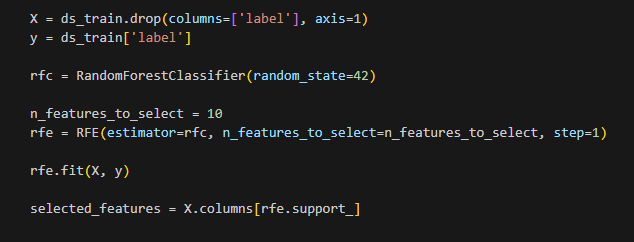 X = ds_train.drop(columns=['label'], axis=1)
y = ds_train['label']
rfc = RandomForestClassifier(random_state=42)
n_features_to_select = 10
rfe = RFE(estimator=rfc, n_features_to_select=n_features_to_select, step=1)
rfe.fit(X, y)
selected_features = X.columns[rfe.support_]